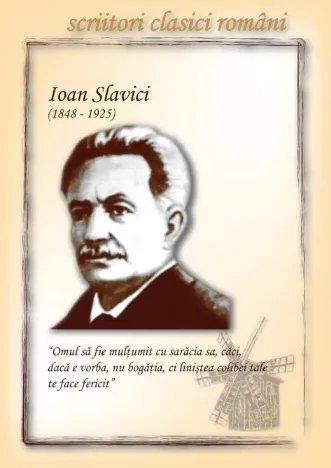 scriitori clasici români
Ioan Slavici
(1848 - 1925)
"Omul să fie mulțumit cu sarăcia sa, căci,
dacă e vorba, nu bogăția, ci liniștea colibei tale
te face fericit"